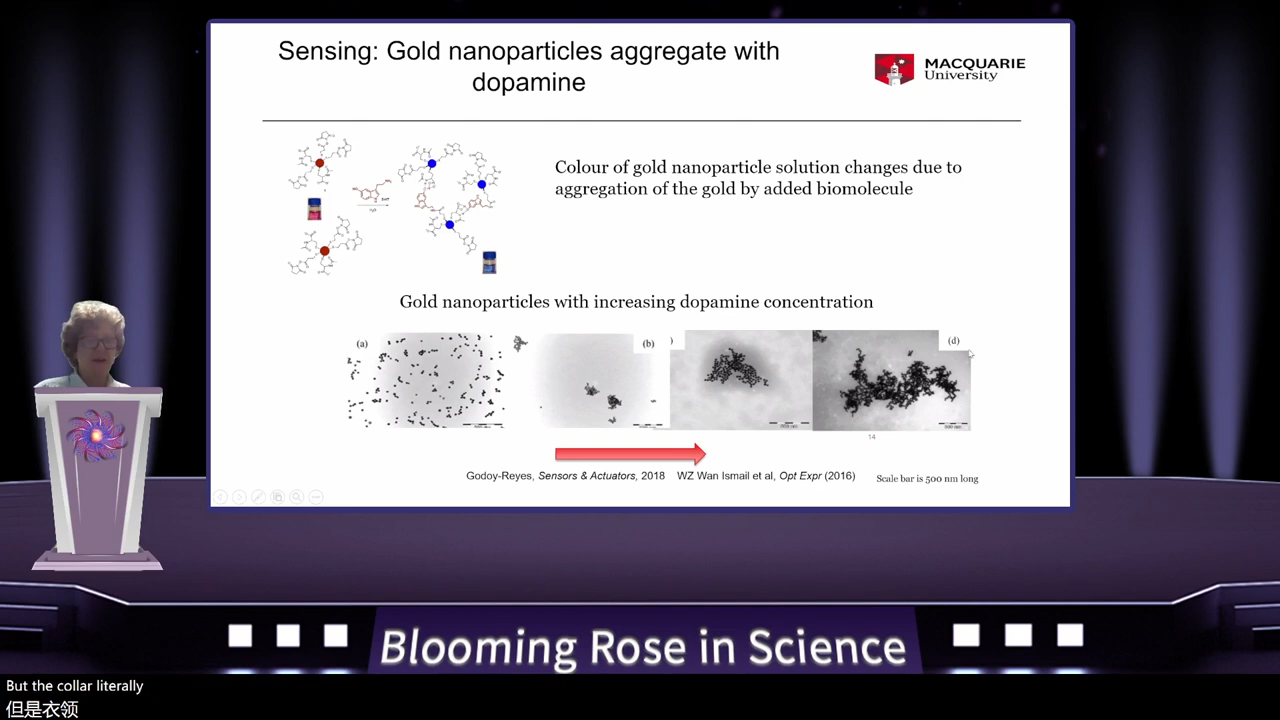 Sensing: Gold nanoparticles aggregate with
dopamine
MACQUARIE
University
Colour of gold nanoparticle solution changes due to
aggregation of the gold by added biomolecule
Gold nanoparticles with increasing dopamine concentration
(a)
(b)
)
(d)
14
Godoy-Reyes, Sensors & Actuators, 2018 WZ Wan Ismail et al, Opt Expr (2016)
Scale bar is 500 nm long
Blooming Rose in Science
But the collar literally
但是衣领